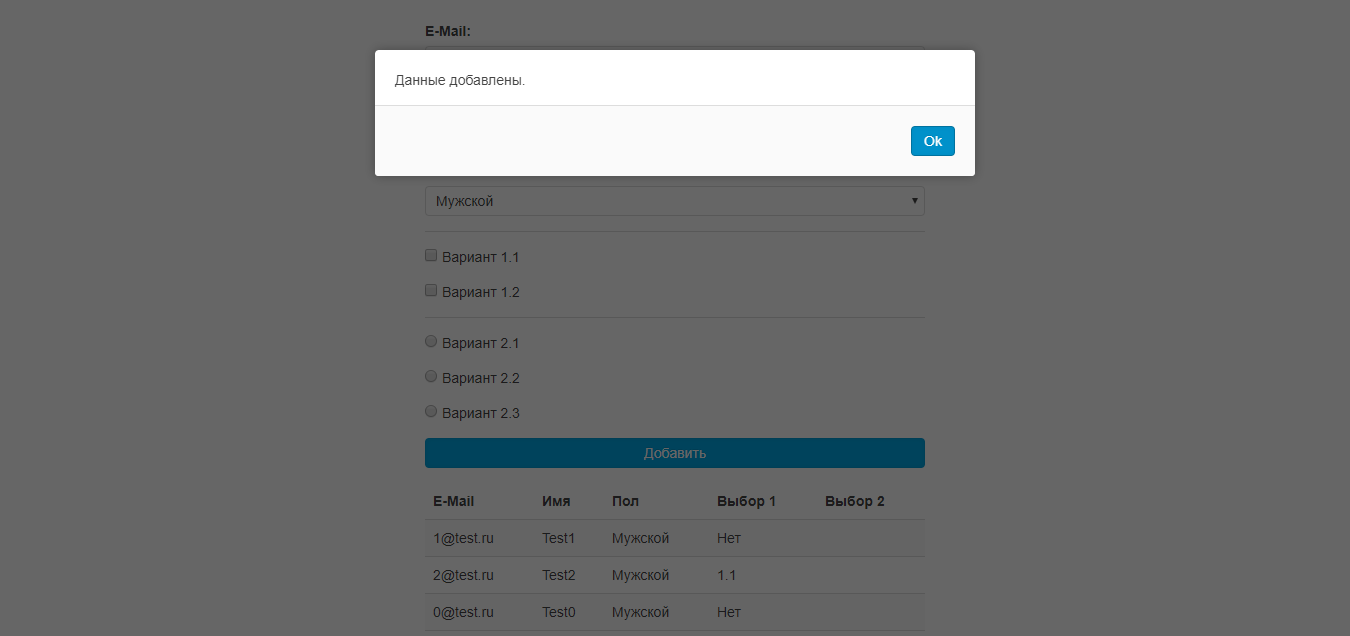 E-Mail:
Данные добавлены.
Ok
Мужской
Вариант 1.1
Вариант 1.2
Вариант 2.1
Вариант 2.2
Вариант 2.3
Добавить
E-Mail Имя Пол Выбор 1 Выбор 2
1@test.ru Test1 Мужской Нет
2@test.ru Test2 Мужской 1.1
0@test.ru Test0 Мужской Нет